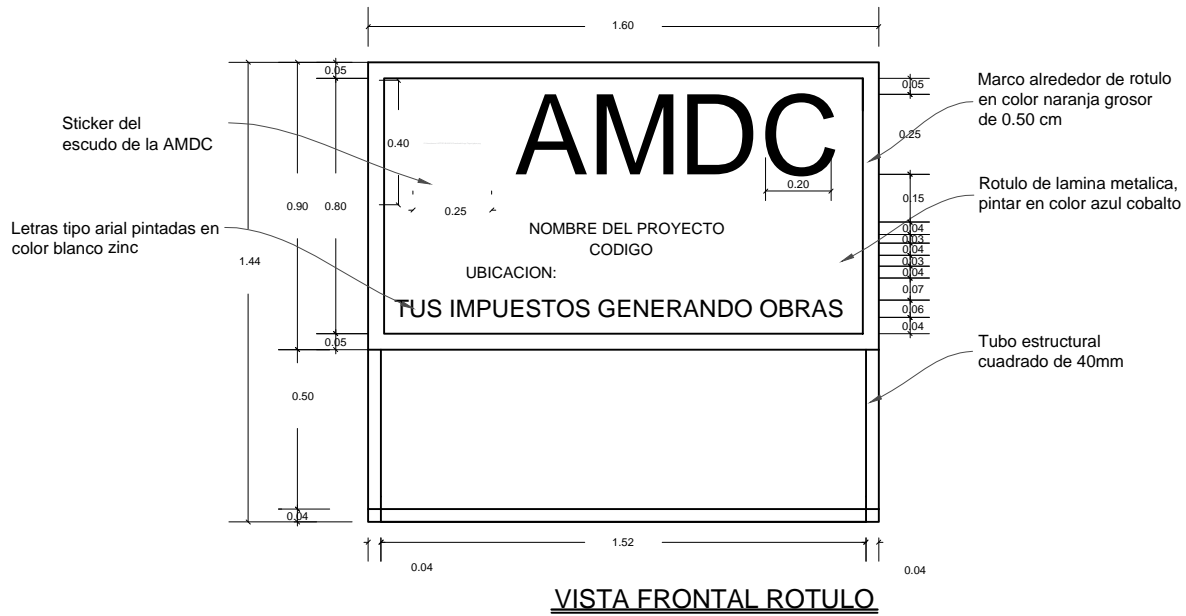 1.60
0.05
0.05
Marco alrededor de rotulo
en color naranja grosor
de 0.50 cm
Sticker del
escudo de la AMDC
AMDC
0.40
0.25
0.20
0.25
0.90
0.80
0.15
Rotulo de lamina metalica,
pintar en color azul cobalto
Letras tipo arial pintadas en
color blanco zinc
NOMBRE DEL PROYECTO
CODIGO
UBICACION:
TUS IMPUESTOS GENERANDO OBRAS
0.04
0.03
0.04
0.03
0.04
0.07
0.06
0.04
1.44
0.05
Tubo estructural
cuadrado de 40mm
0.50
0.04
1.52
0.04
0.04
VISTA FRONTAL ROTULO